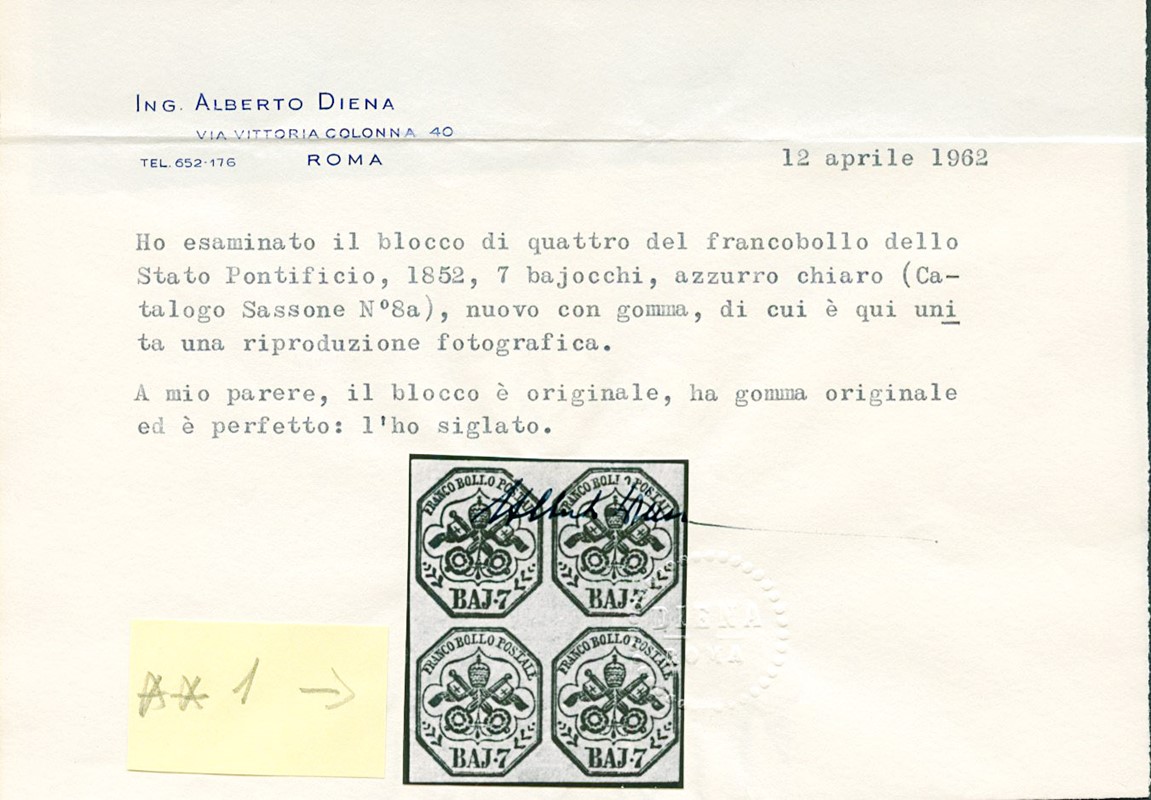 ING. ALBERTO DIENA
VIA VITTORIA COLONNA 40
TEL. 652-176 ROMA
12 aprile 1962
Ho esaminato il blocco di quattro del francobollo dello
Stato Pontificio, 1852, 7 bajocchi, azzurro chiaro (Ca-
talogo Sassone N°8a), nuovo con gomma, di cui è qui uni
ta una riproduzione fotografica.
A mio parere, il blocco è originale, ha gomma originale
ed è perfetto: l'ho siglato.
FRANCO BOLLO POSTALE
BAJ·7
FRANCO BOLLO POSTALE
BAJ·7
Alberto Diena
FRANCO BOLLO POSTALE
BAJ·7
FRANCO BOLLO POSTALE
BAJ·7
1